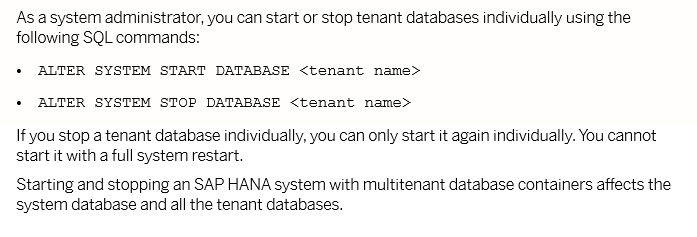 As a system administrator, you can start or stop tenant databases individually using the
following SQL commands:
• ALTER SYSTEM START DATABASE <tenant name>
• ALTER SYSTEM STOP DATABASE <tenant name>
If you stop a tenant database individually, you can only start it again individually. You cannot
start it with a full system restart.
Starting and stopping an SAP HANA system with multitenant database containers affects the
system database and all the tenant databases.